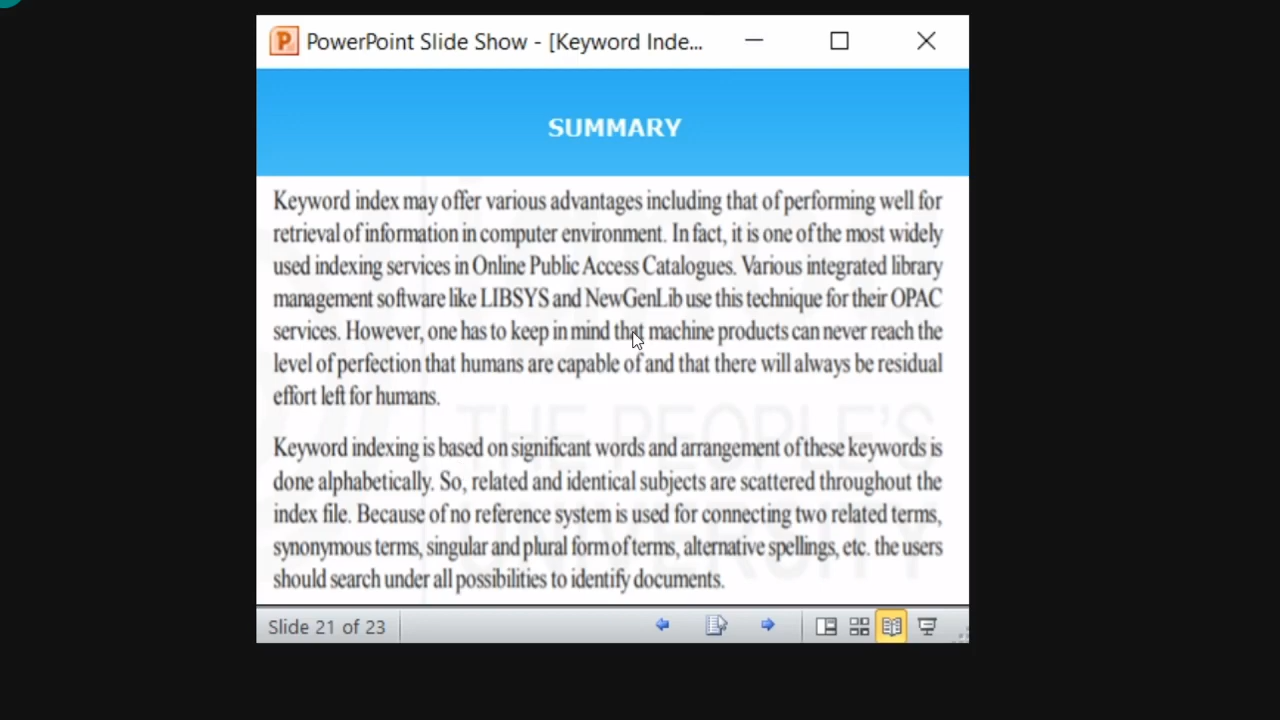 PowerPoint Slide Show - [Keyword Inde...
SUMMARY
Keyword index may offer various advantages including that of performing well for
retrieval of information in computer environment. In fact, it is one of the most widely
used indexing services in Online Public Access Catalogues. Various integrated library
management software like LIBSYS and NewGenLib use this technique for their OPAC
services. However, one has to keep in mind that machine products can never reach the
level of perfection that humans are capable of and that there will always be residual
effort left for humans.
THE PEOPLE'S
UNIVERSITY
Keyword indexing is based on significant words and arrangement of these keywords is
done alphabetically. So, related and identical subjects are scattered throughout the
index file. Because of no reference system is used for connecting two related terms,
synonymous terms, singular and plural form of terms, alternative spellings, etc. the users
should search under all possibilities to identify documents.
Slide 21 of 23